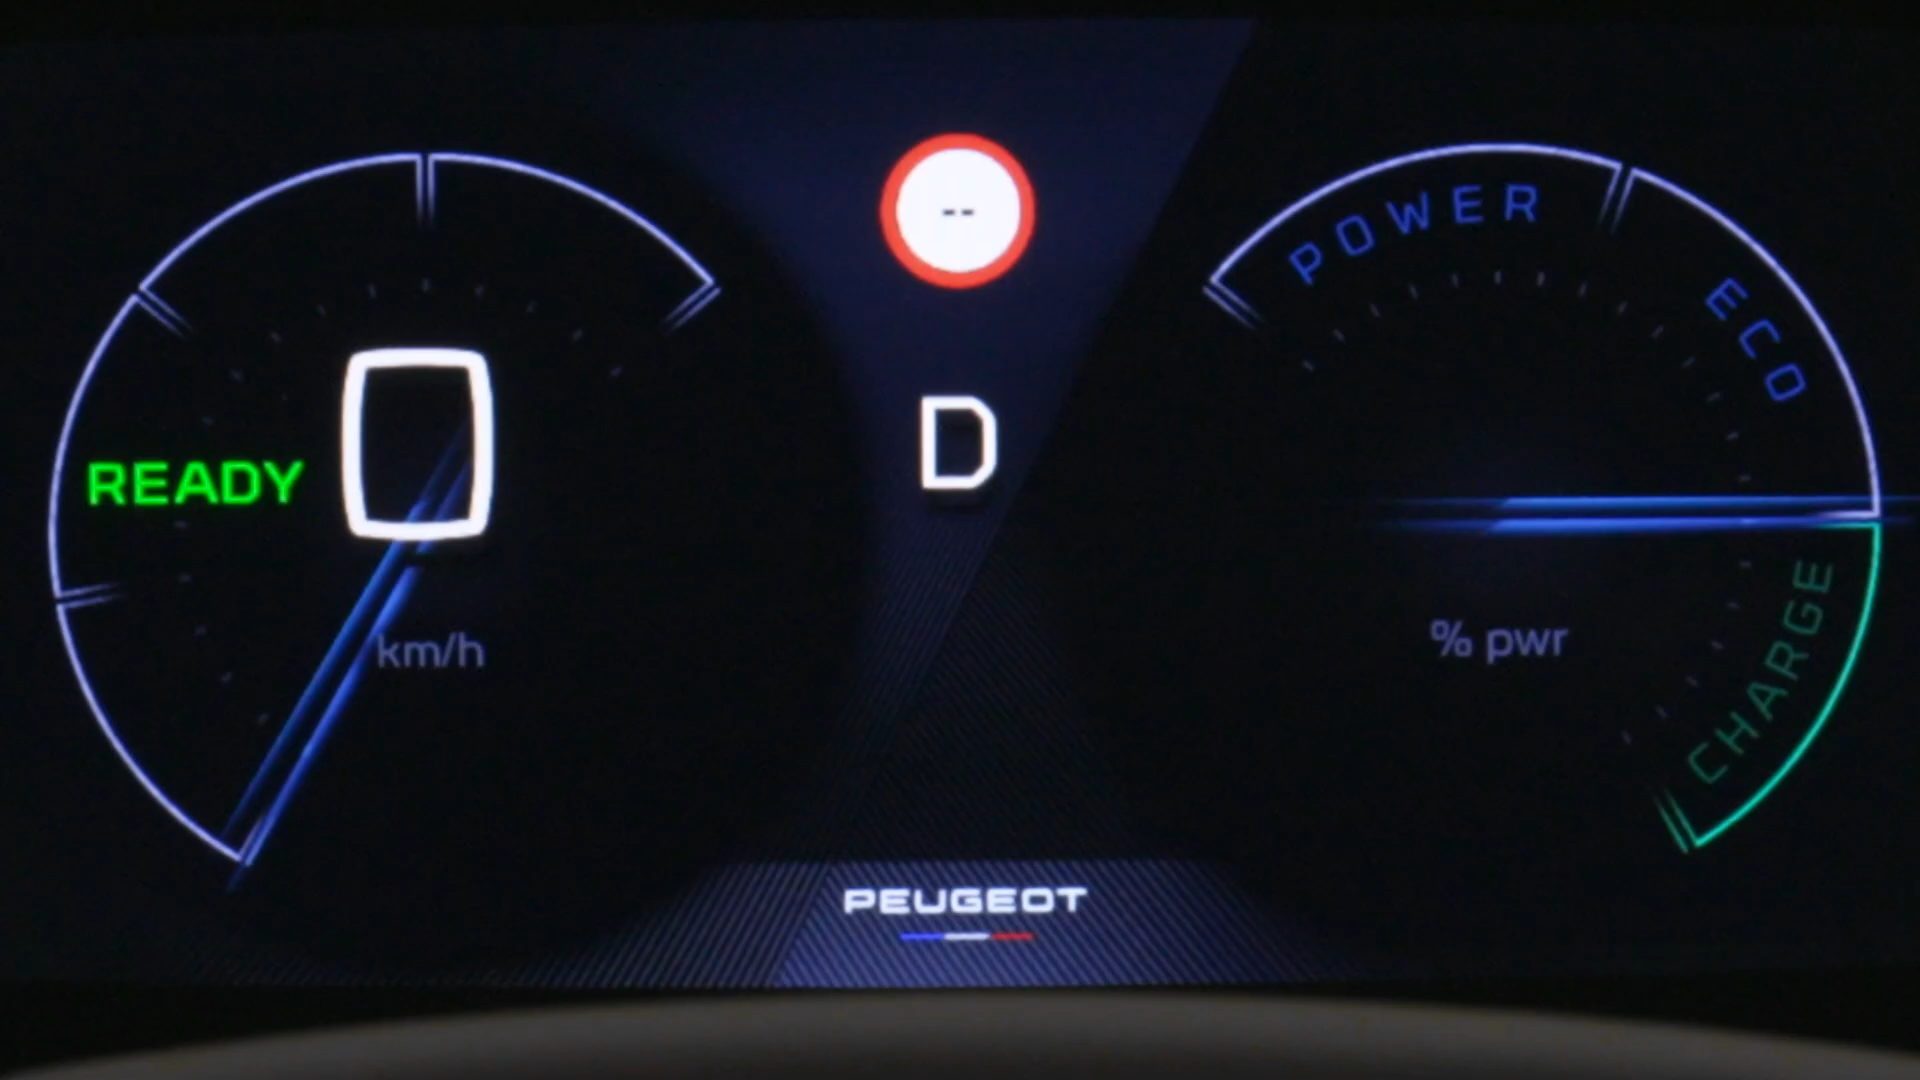 --
POWER
ECO
D
READY
0
km/h
% pwr
CHARGE
PEUGEOT